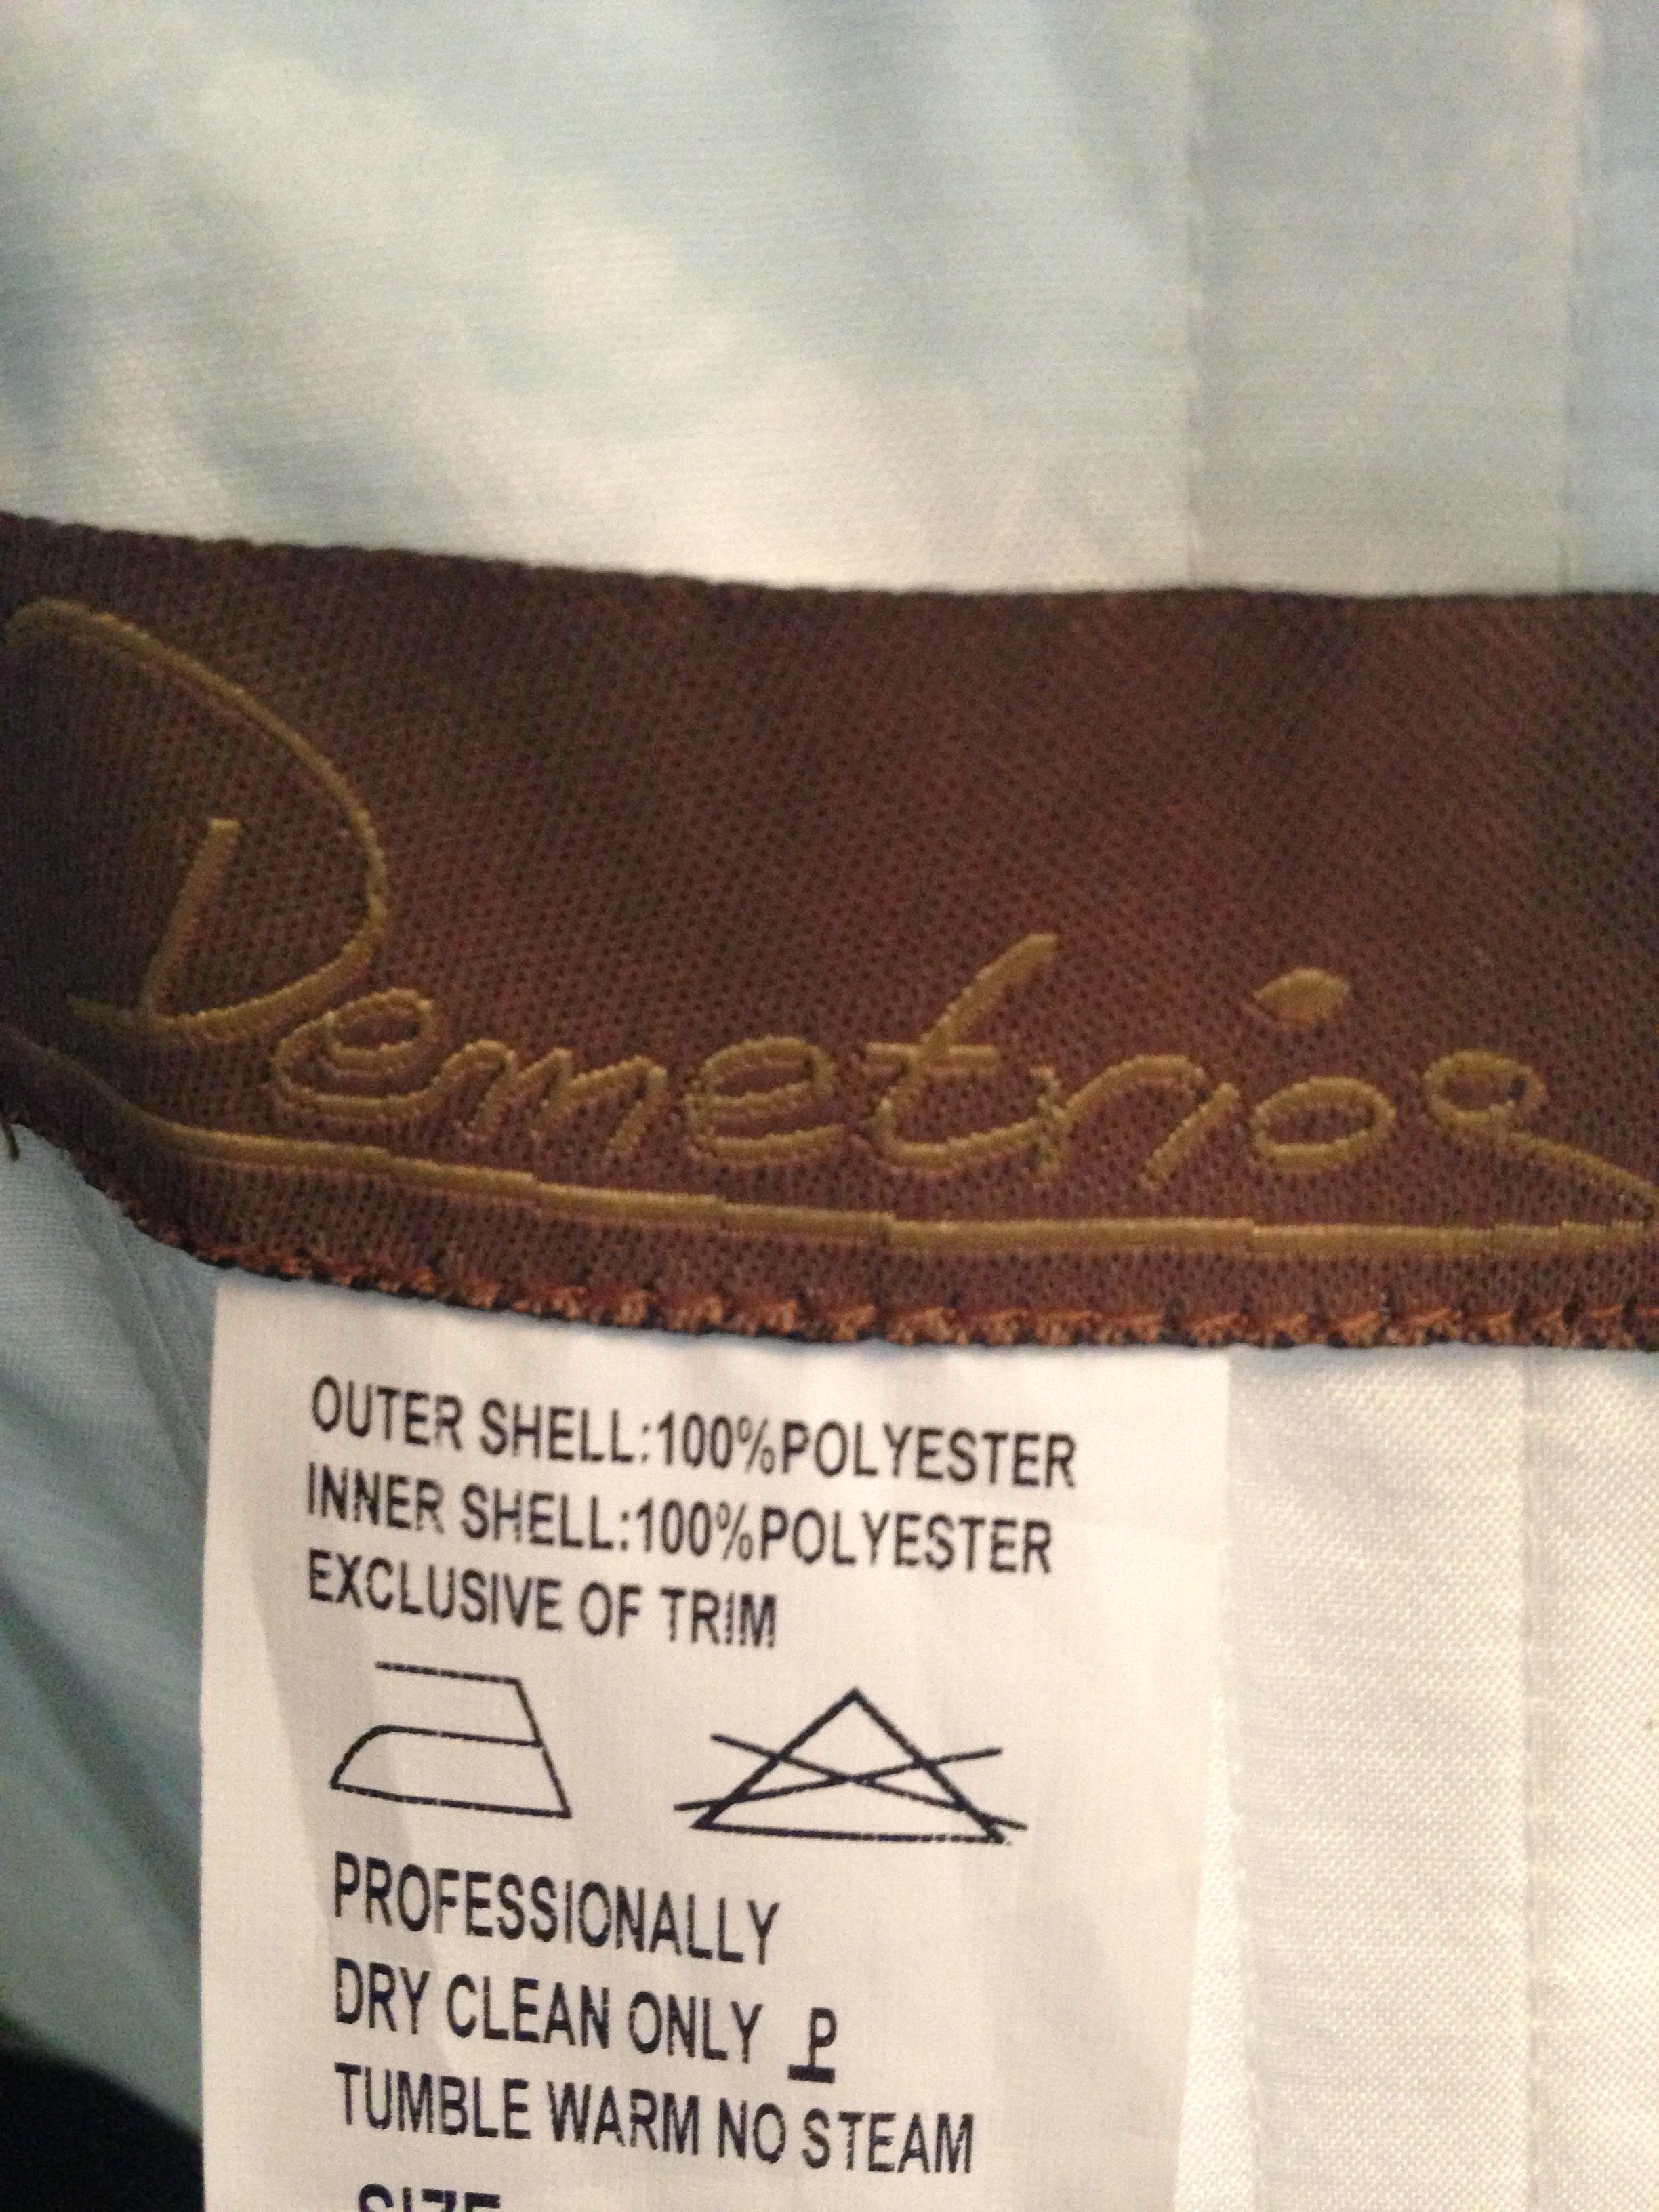 Demetrios
OUTER SHELL:100%POLYESTER
INNER SHELL:100%POLYESTER
EXCLUSIVE OF TRIM
PROFESSIONALLY
DRY CLEAN ONLY P
TUMBLE WARM NO STEAM
SIZE